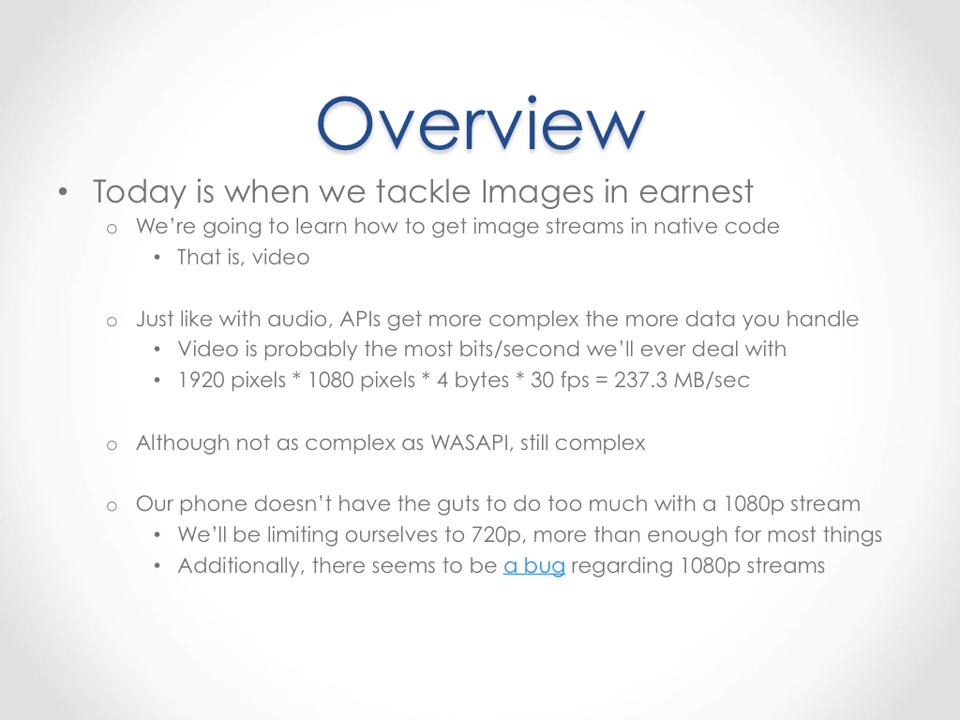 Overview
• Today is when we tackle Images in earnest
o We’re going to learn how to get image streams in native code
• That is, video
o Just like with audio, APIs get more complex the more data you handle
• Video is probably the most bits/second we’ll ever deal with
• 1920 pixels * 1080 pixels * 4 bytes * 30 fps = 237.3 MB/sec
o Although not as complex as WASAPI, still complex
o Our phone doesn’t have the guts to do too much with a 1080p stream
• We’ll be limiting ourselves to 720p, more than enough for most things
• Additionally, there seems to be a bug regarding 1080p streams